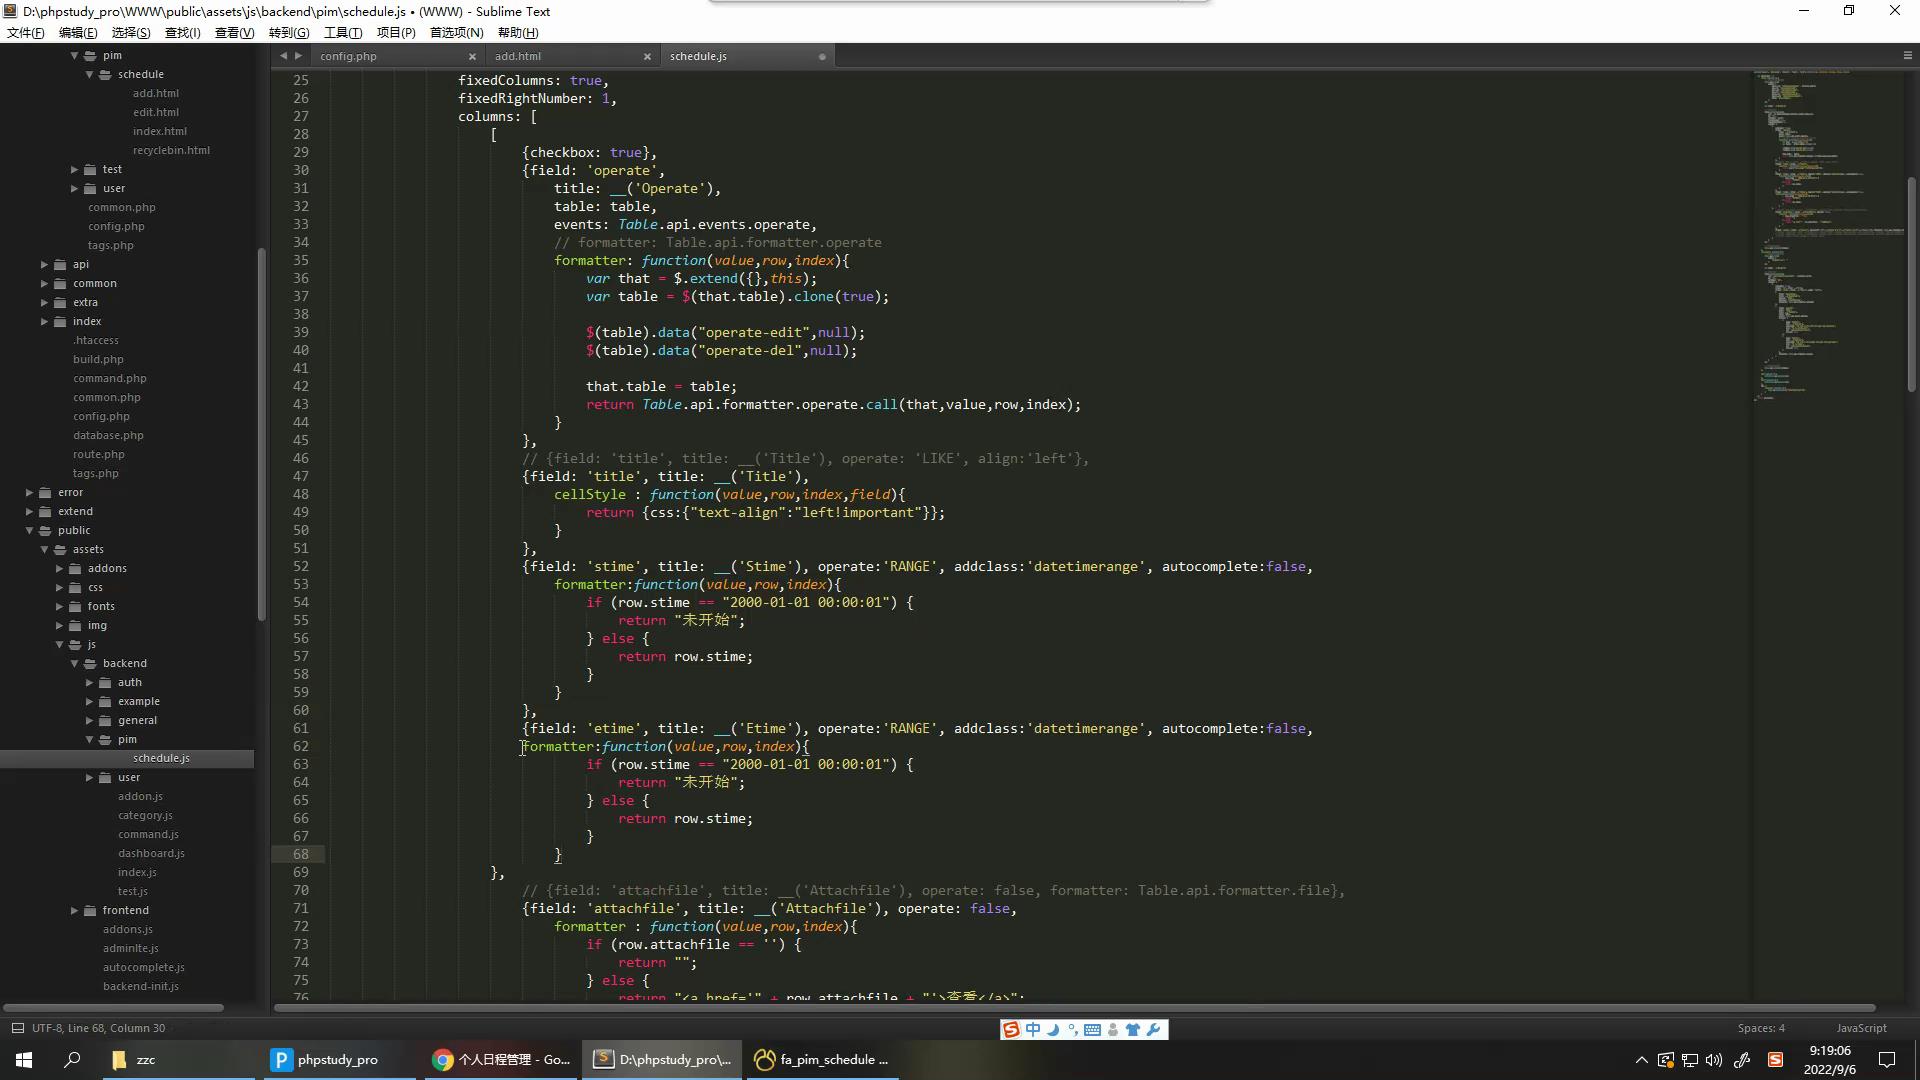 D:\phpstudy_pro\WWW\public\assets\js\backend\pim\schedule.js • (WWW) - Sublime Text
文件(F) 编辑(E) 选择(S) 查找(I) 查看(V) 转到(G) 工具(T) 项目(P) 首选项(N) 帮助(H)
config.php × add.html × schedule.js
pim
schedule
add.html
edit.html
index.html
recyclebin.html
test
user
common.php
config.php
tags.php
api
common
extra
index
.htaccess
build.php
command.php
common.php
config.php
database.php
route.php
tags.php
error
extend
public
assets
addons
css
fonts
img
js
backend
auth
example
general
pim
schedule.js
user
addon.js
category.js
command.js
dashboard.js
index.js
test.js
frontend
addons.js
adminlte.js
autocomplete.js
backend-init.js
25 fixedColumns: true,
26 fixedRightNumber: 1,
27 columns: [
28 [
29 {checkbox: true},
30 {field: 'operate',
31 title: __('Operate'),
32 table: table,
33 events: Table.api.events.operate,
34 // formatter: Table.api.formatter.operate
35 formatter: function(value,row,index){
36 var that = $.extend({},this);
37 var table = $(that.table).clone(true);
38
39 $(table).data("operate-edit",null);
40 $(table).data("operate-del",null);
41
42 that.table = table;
43 return Table.api.formatter.operate.call(that,value,row,index);
44 }
45 },
46 // {field: 'title', title: __('Title'), operate: 'LIKE', align:'left'},
47 {field: 'title', title: __('Title'),
48 cellStyle : function(value,row,index,field){
49 return {css:{"text-align":"left!important"}};
50 }
51 },
52 {field: 'stime', title: __('Stime'), operate:'RANGE', addclass:'datetimerange', autocomplete:false,
53 formatter:function(value,row,index){
54 if (row.stime == "2000-01-01 00:00:01") {
55 return "未开始";
56 } else {
57 return row.stime;
58 }
59 }
60 },
61 {field: 'etime', title: __('Etime'), operate:'RANGE', addclass:'datetimerange', autocomplete:false,
62 formatter:function(value,row,index){
63 if (row.stime == "2000-01-01 00:00:01") {
64 return "未开始";
65 } else {
66 return row.stime;
67 }
68 }
69 },
70 // {field: 'attachfile', title: __('Attachfile'), operate: false, formatter: Table.api.formatter.file},
71 {field: 'attachfile', title: __('Attachfile'), operate: false,
72 formatter : function(value,row,index){
73 if (row.attachfile == '') {
74 return "";
75 } else {
76 return "<a href='" + row.attachfile + "'>查看</a>";
UTF-8, Line 68, Column 30
中
Spaces: 4 JavaScript
zzc
phpstudy_pro
个人日程管理 - Go...
D:\phpstudy_pro\...
fa_pim_schedule ...
9:19:06
2022/9/6